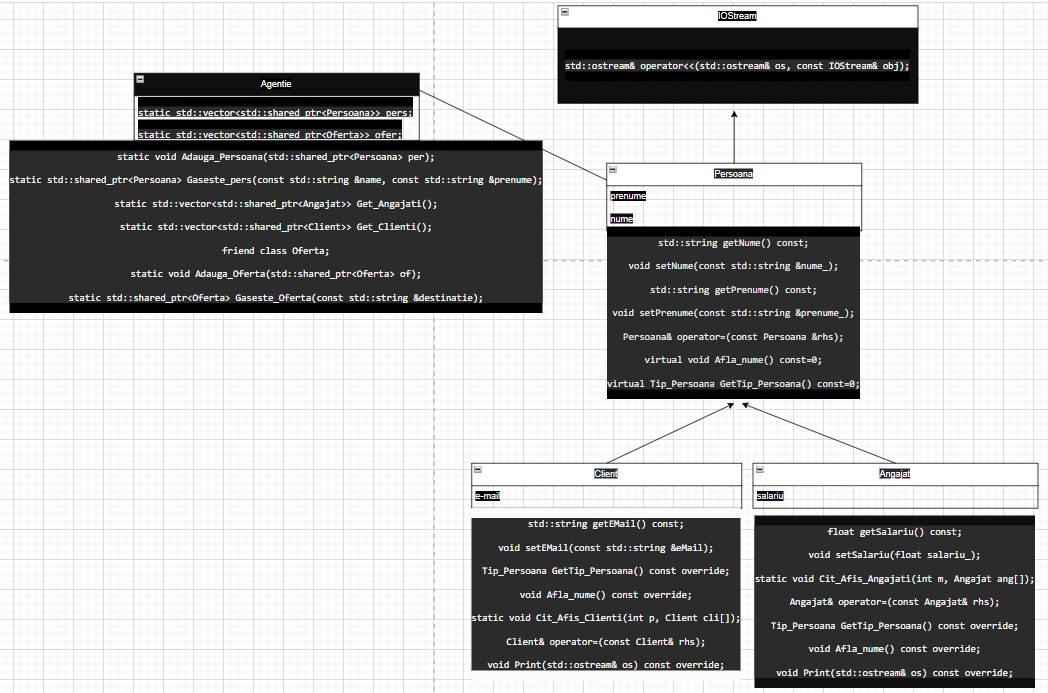 IOStream
std::ostream& operator<<(std::ostream& os, const IOStream& obj);
Agentie
static std::vector<std::shared_ptr<Persoana>> pers;
static std::vector<std::shared_ptr<Oferta>> ofer;
static void Adauga_Persoana(std::shared_ptr<Persoana> per);
static std::shared_ptr<Persoana> Gaseste_pers(const std::string &name, const std::string &prenume);
static std::vector<std::shared_ptr<Angajat>> Get_Angajati();
static std::vector<std::shared_ptr<Client>> Get_Clienti();
friend class Oferta;
static void Adauga_Oferta(std::shared_ptr<Oferta> of);
static std::shared_ptr<Oferta> Gaseste_Oferta(const std::string &destinatie);
Persoana
prenume
nume
std::string getNume() const;
void setNume(const std::string &nume_);
std::string getPrenume() const;
void setPrenume(const std::string &prenume_);
Persoana& operator=(const Persoana &rhs);
virtual void Afla_nume() const=0;
virtual Tip_Persoana GetTip_Persoana() const=0;
Client
e-mail
std::string getEMail() const;
void setEMail(const std::string &eMail);
Tip_Persoana GetTip_Persoana() const override;
void Afla_nume() const override;
static void Cit_Afis_Clienti(int p, Client cli[]);
Client& operator=(const Client& rhs);
void Print(std::ostream& os) const override;
Angajat
salariu
float getSalariu() const;
void setSalariu(float salariu_);
static void Cit_Afis_Angajati(int m, Angajat ang[]);
Angajat& operator=(const Angajat& rhs);
Tip_Persoana GetTip_Persoana() const override;
void Afla_nume() const override;
void Print(std::ostream& os) const override;